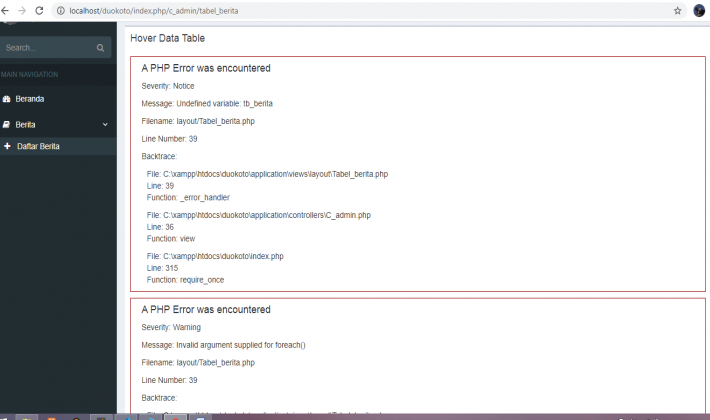 localhost/duokoto/index.php/c_admin/tabel_berita
Search...
MAIN NAVIGATION
Beranda
Berita
Daftar Berita
Hover Data Table
A PHP Error was encountered
Severity: Notice
Message: Undefined variable: tb_berita
Filename: layout/Tabel_berita.php
Line Number: 39
Backtrace:
File: C:\xampp\htdocs\duokoto\application\views\layout\Tabel_berita.php
Line: 39
Function: _error_handler
File: C:\xampp\htdocs\duokoto\application\controllers\C_admin.php
Line: 36
Function: view
File: C:\xampp\htdocs\duokoto\index.php
Line: 315
Function: require_once
A PHP Error was encountered
Severity: Warning
Message: Invalid argument supplied for foreach()
Filename: layout/Tabel_berita.php
Line Number: 39
Backtrace: